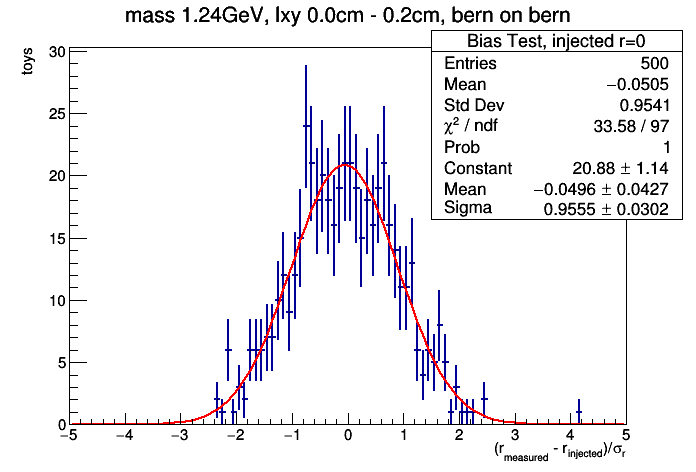 mass 1.24GeV, lxy 0.0cm - 0.2cm, bern on bern
Bias Test, injected r=0
Entries 500
Mean −0.0505
Std Dev 0.9541
χ² / ndf 33.58 / 97
Prob 1
Constant 20.88 ± 1.14
Mean −0.0496 ± 0.0427
Sigma 0.9555 ± 0.0302
toys
30
25
20
15
10
5
0
−5 −4 −3 −2 −1 0 1 2 3 4 5
(r_measured - r_injected)/σ_r